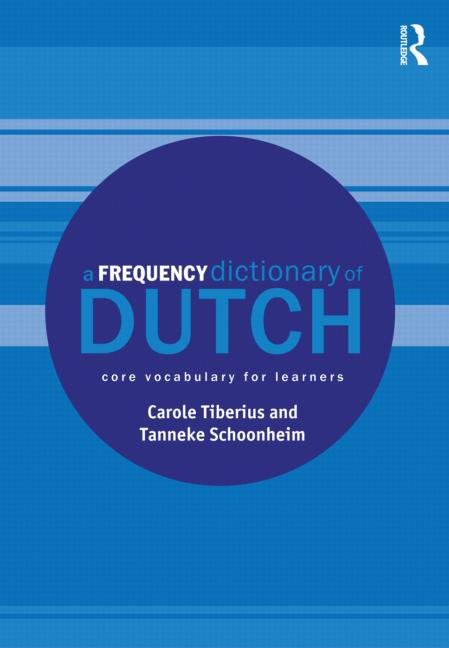 ROUTLEDGE
a FREQUENCY dictionary of
DUTCH
core vocabulary for learners
Carole Tiberius and
Tanneke Schoonheim